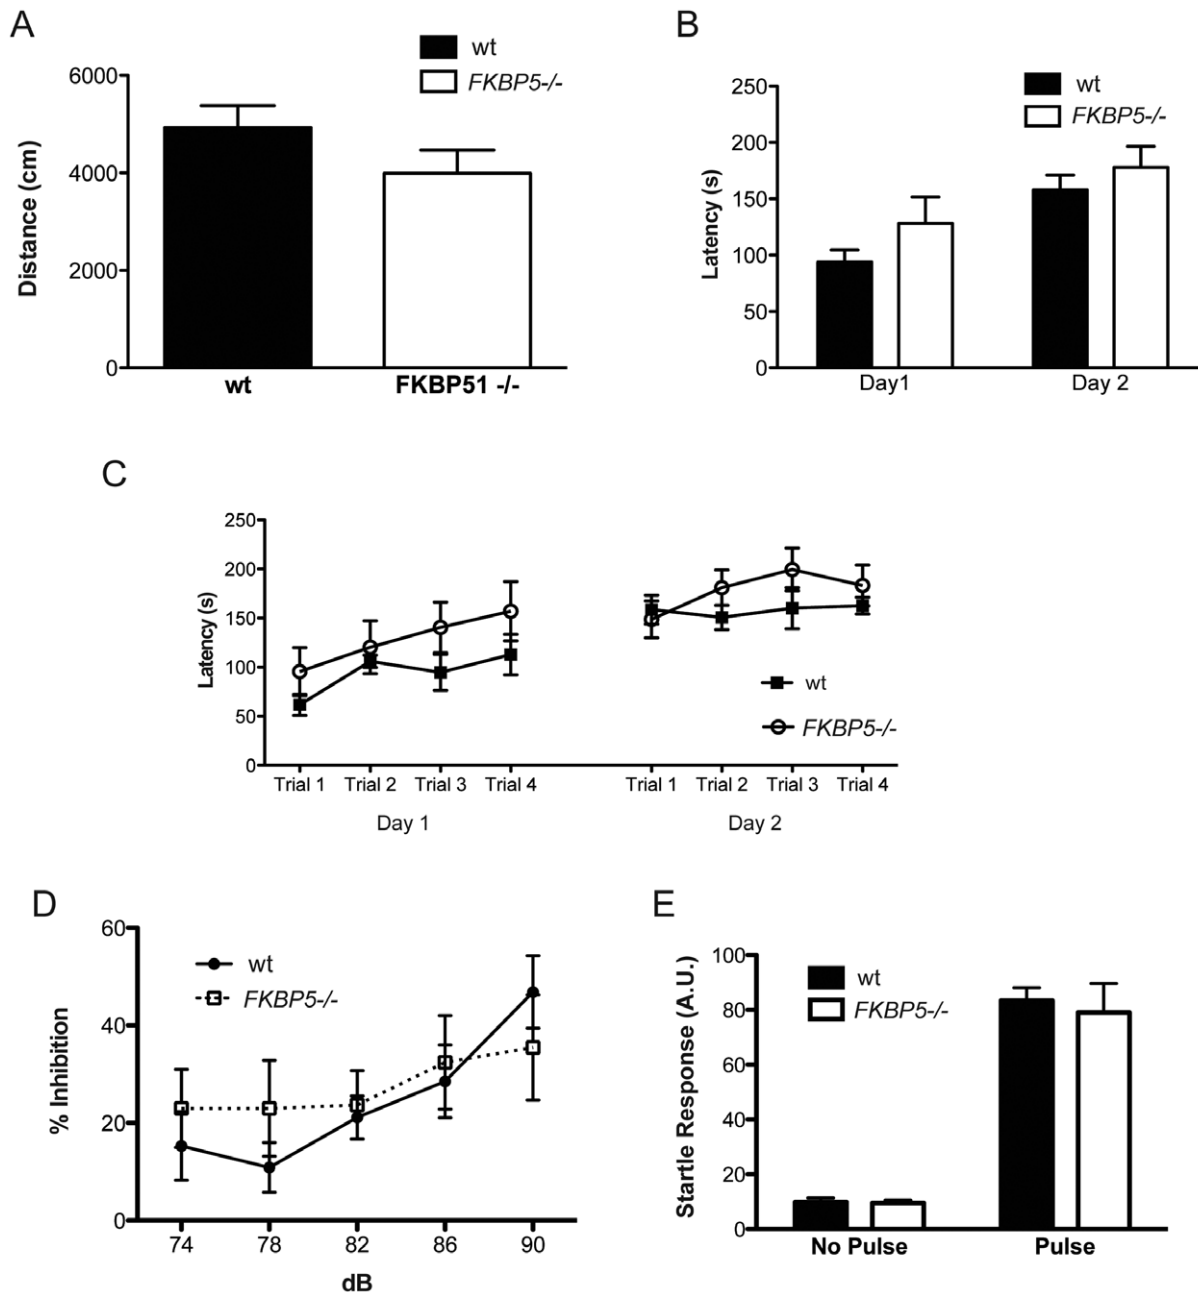 A
wt
FKBP5-/-
6000
4000
2000
0
Distance (cm)
wt
FKBP51 -/-
B
wt
FKBP5-/-
250
200
150
100
50
0
Latency (s)
Day1
Day 2
C
250
200
150
100
50
0
Latency (s)
wt
FKBP5-/-
Trial 1
Trial 2
Trial 3
Trial 4
Trial 1
Trial 2
Trial 3
Trial 4
Day 1
Day 2
D
60
40
20
0
% Inhibition
wt
FKBP5-/-
74
78
82
86
90
dB
E
100
80
60
40
20
0
Startle Response (A.U.)
wt
FKBP5-/-
No Pulse
Pulse